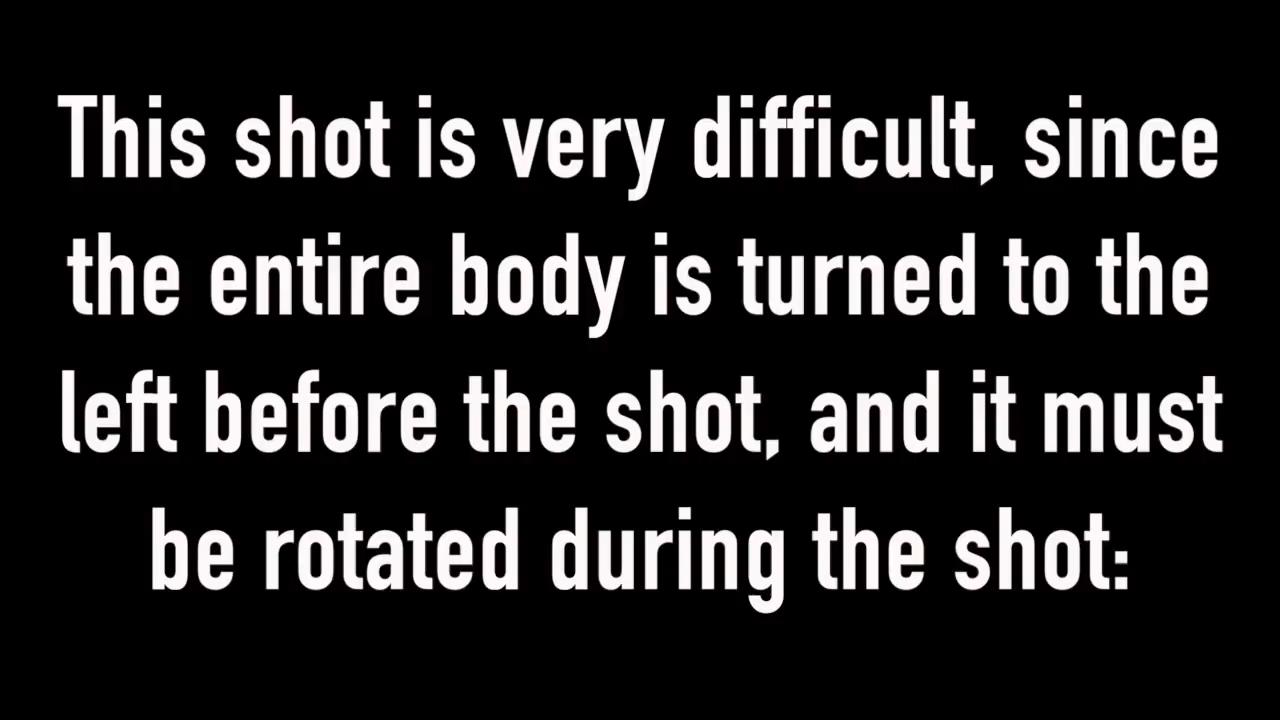 This shot is very difficult, since
the entire body is turned to the
left before the shot, and it must
be rotated during the shot: